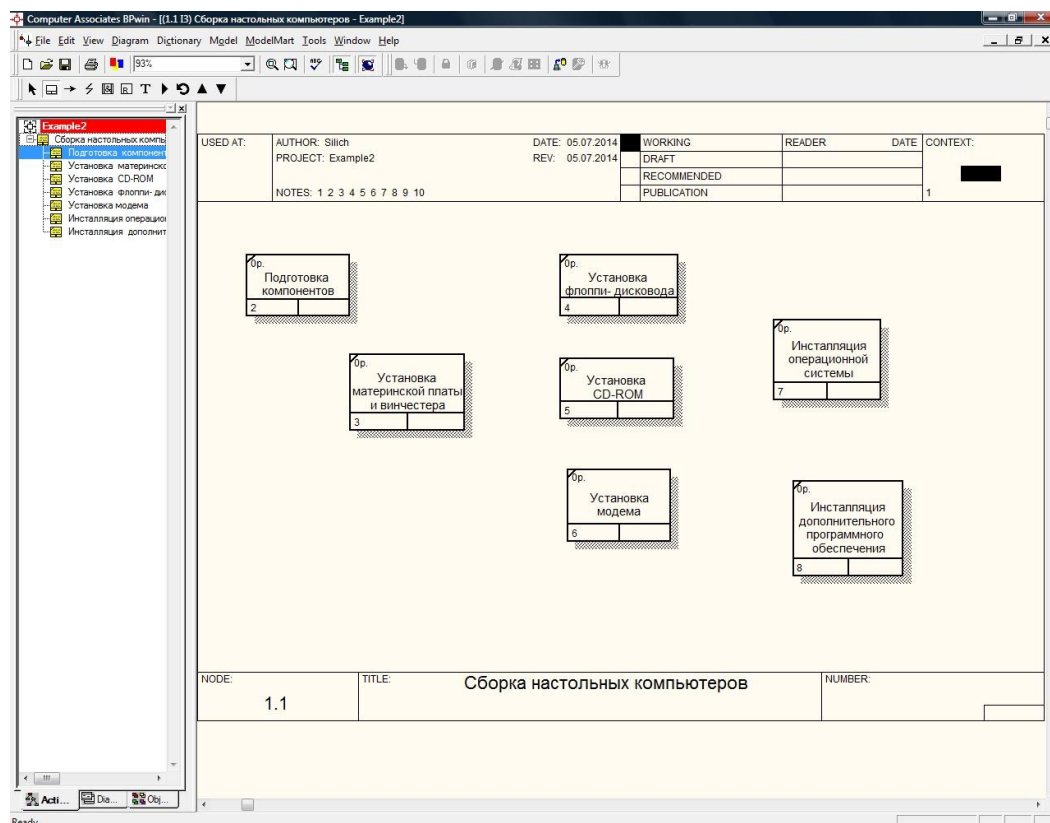 Computer Associates BPwin - [(1.1 I3) Сборка настольных компьютеров - Example2]
File Edit View Diagram Dictionary Model ModelMart Tools Window Help
93%
Example2
Сборка настольных компь
Подготовка компонент
Установка материнско
Установка CD-ROM
Установка флоппи- дис
Установка модема
Инсталляция операцион
Инсталляция дополнит
Acti... Dia... Obj...
USED AT: AUTHOR: Silich DATE: 05.07.2014 WORKING READER DATE CONTEXT:
PROJECT: Example2 REV: 05.07.2014 DRAFT
RECOMMENDED
NOTES: 1 2 3 4 5 6 7 8 9 10 PUBLICATION 1
0р.
Подготовка
компонентов
2
0р.
Установка
материнской платы
и винчестера
3
0р.
Установка
флоппи- дисковода
4
0р.
Установка
CD-ROM
5
0р.
Установка
модема
6
0р.
Инсталляция
операционной
системы
7
0р.
Инсталляция
дополнительного
программного
обеспечения
8
NODE: TITLE: NUMBER:
1.1 Сборка настольных компьютеров
Ready